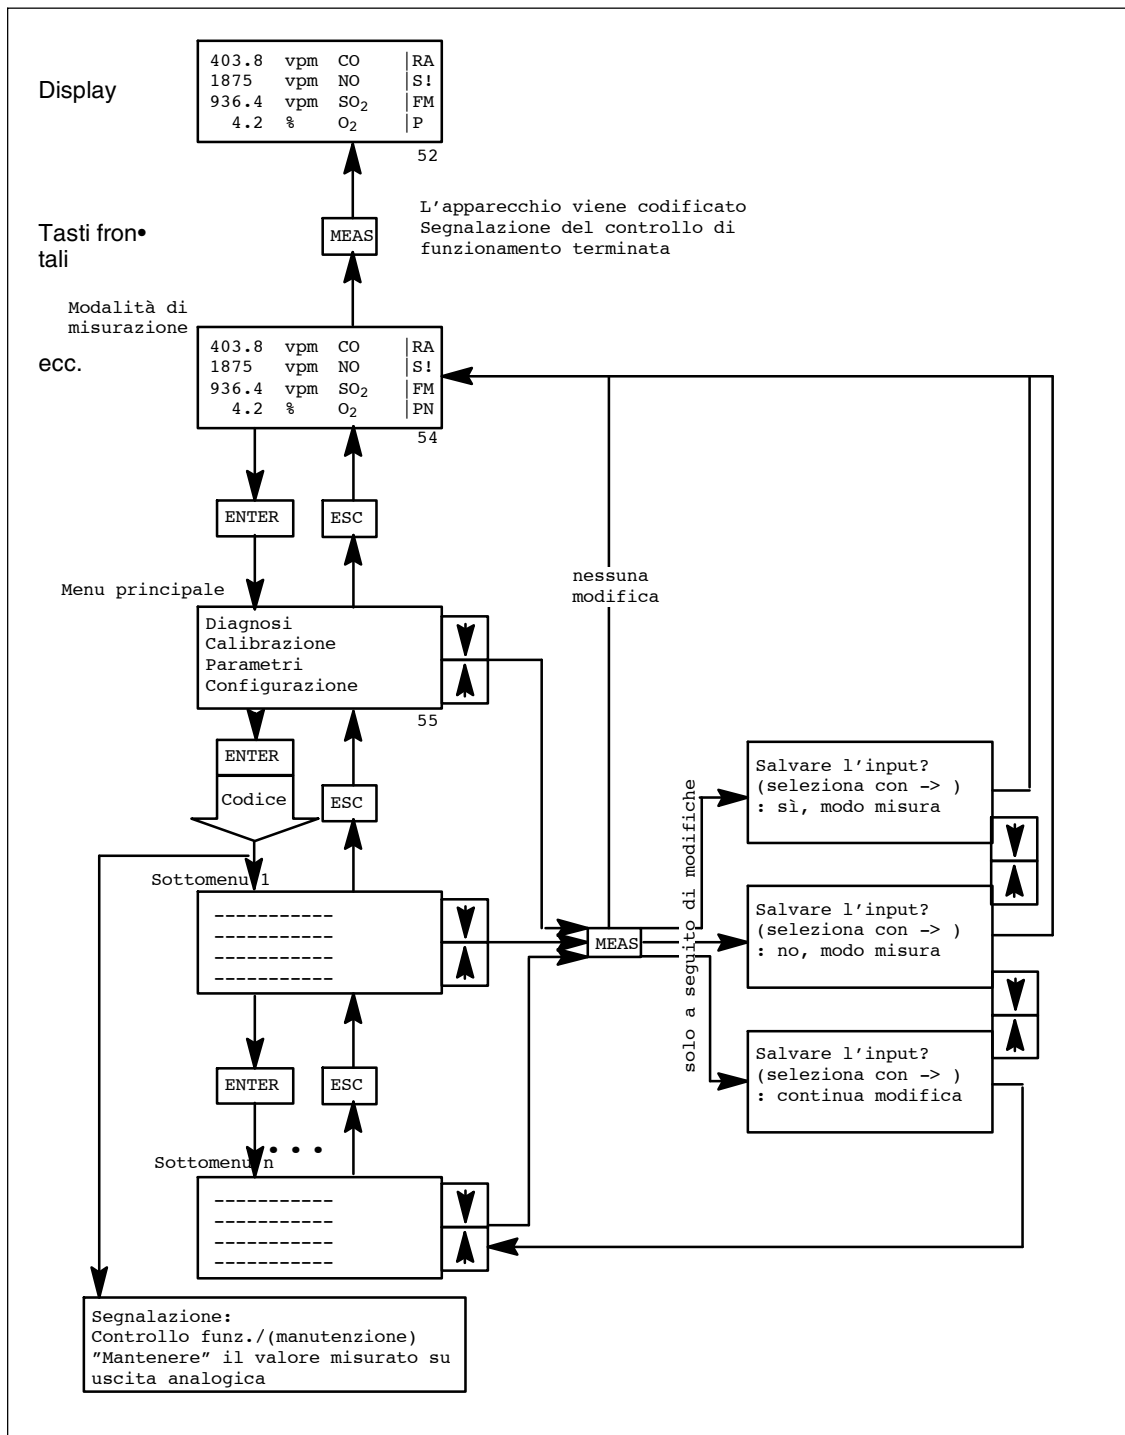 Display
403.8 vpm CO |RA
1875 vpm NO |S!
936.4 vpm SO₂ |FM
4.2 % O₂ |P
52
Tasti fron•
tali
MEAS
L'apparecchio viene codificato
Segnalazione del controllo di
funzionamento terminata
Modalità di
misurazione
ecc.
403.8 vpm CO |RA
1875 vpm NO |S!
936.4 vpm SO₂ |FM
4.2 % O₂ |PN
54
ENTER
ESC
nessuna
modifica
Menu principale
Diagnosi
Calibrazione
Parametri
Configurazione
55
ENTER
Codice
ESC
Sottomenu 1
-----------
-----------
-----------
-----------
MEAS
solo a seguito di modifiche
Salvare l'input?
(seleziona con -> )
: sì, modo misura
Salvare l'input?
(seleziona con -> )
: no, modo misura
Salvare l'input?
(seleziona con -> )
: continua modifica
ENTER
ESC
• • •
Sottomenu n
-----------
-----------
-----------
-----------
Segnalazione:
Controllo funz./(manutenzione)
"Mantenere" il valore misurato su
uscita analogica